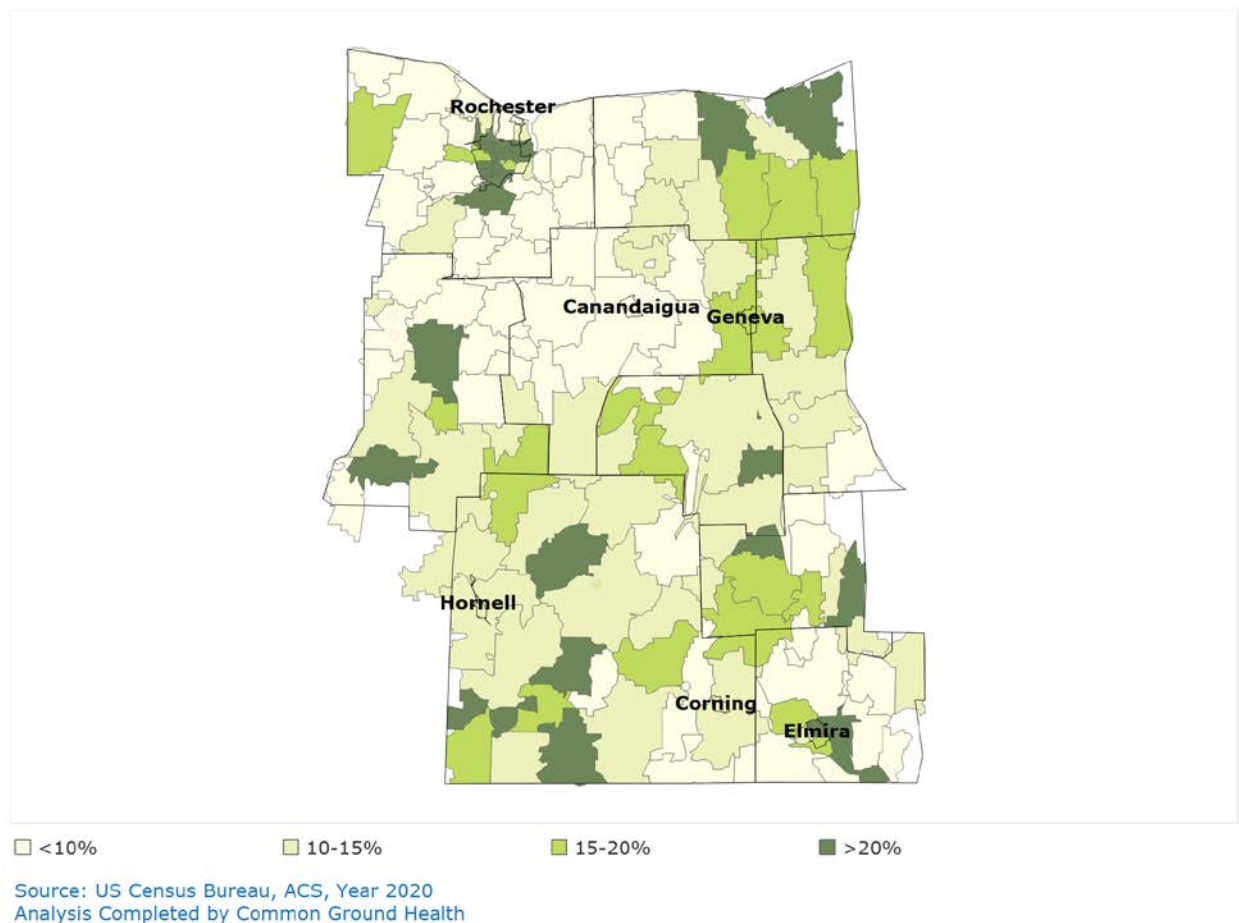 Rochester
Canandaigua
Geneva
Hornell
Corning
Elmira
<10%
10-15%
15-20%
>20%
Source: US Census Bureau, ACS, Year 2020
Analysis Completed by Common Ground Health